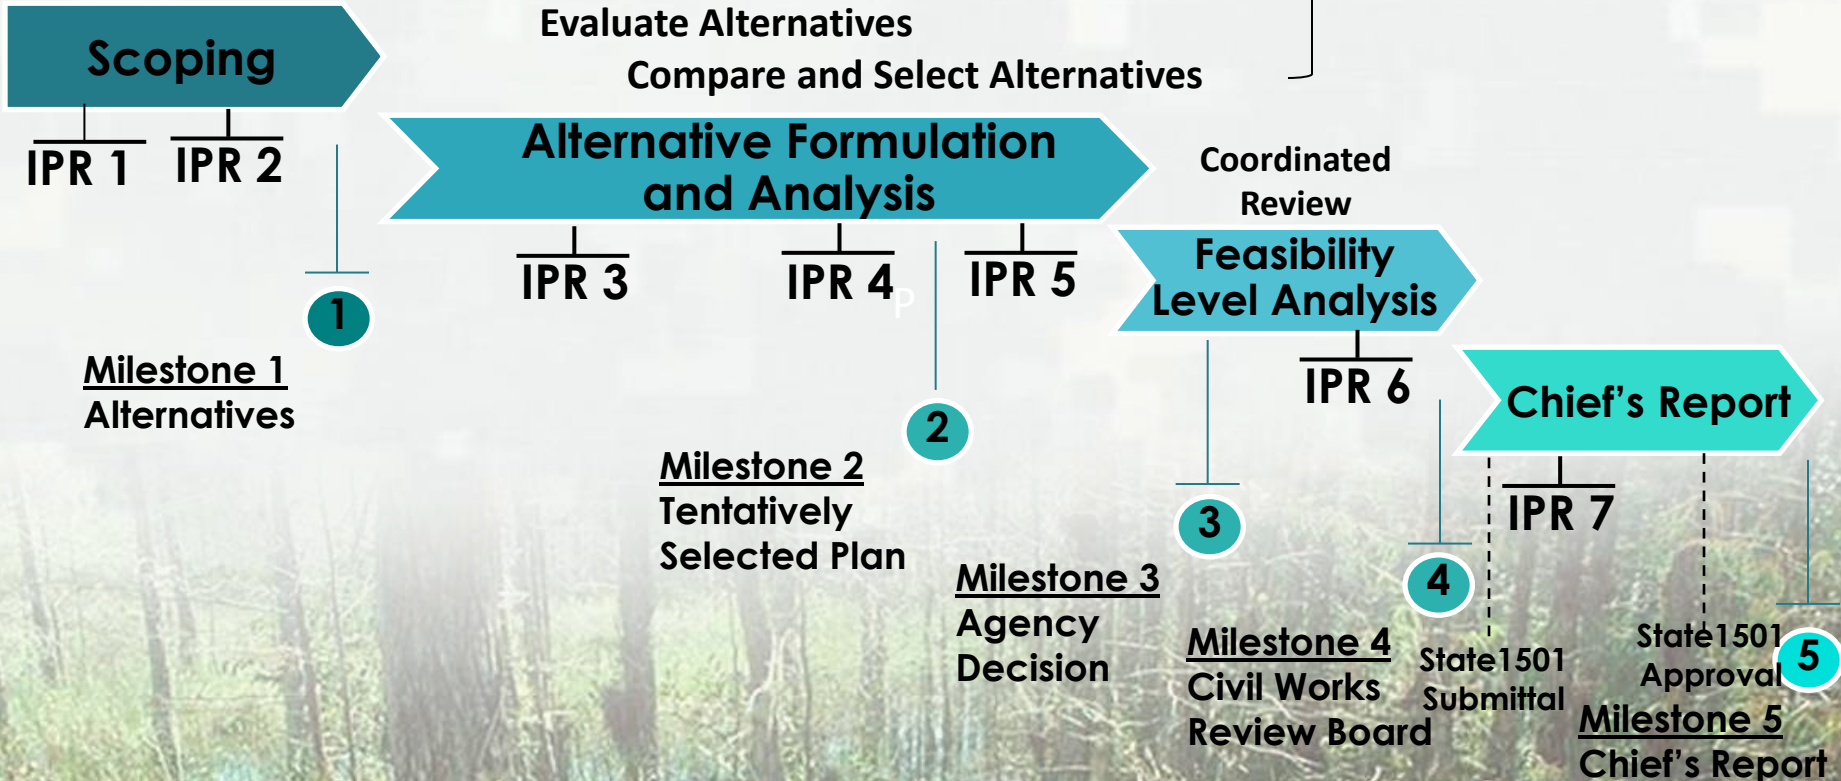 Evaluate Alternatives
Compare and Select Alternatives
Scoping
IPR 1
IPR 2
1
Milestone 1
Alternatives
Alternative Formulation
and Analysis
IPR 3
IPR 4
P
IPR 5
2
Milestone 2
Tentatively
Selected Plan
Coordinated
Review
Feasibility
Level Analysis
IPR 6
3
Milestone 3
Agency
Decision
4
Milestone 4
Civil Works
Review Board
Chief’s Report
IPR 7
State1501
Submittal
State1501
Approval
5
Milestone 5
Chief’s Report